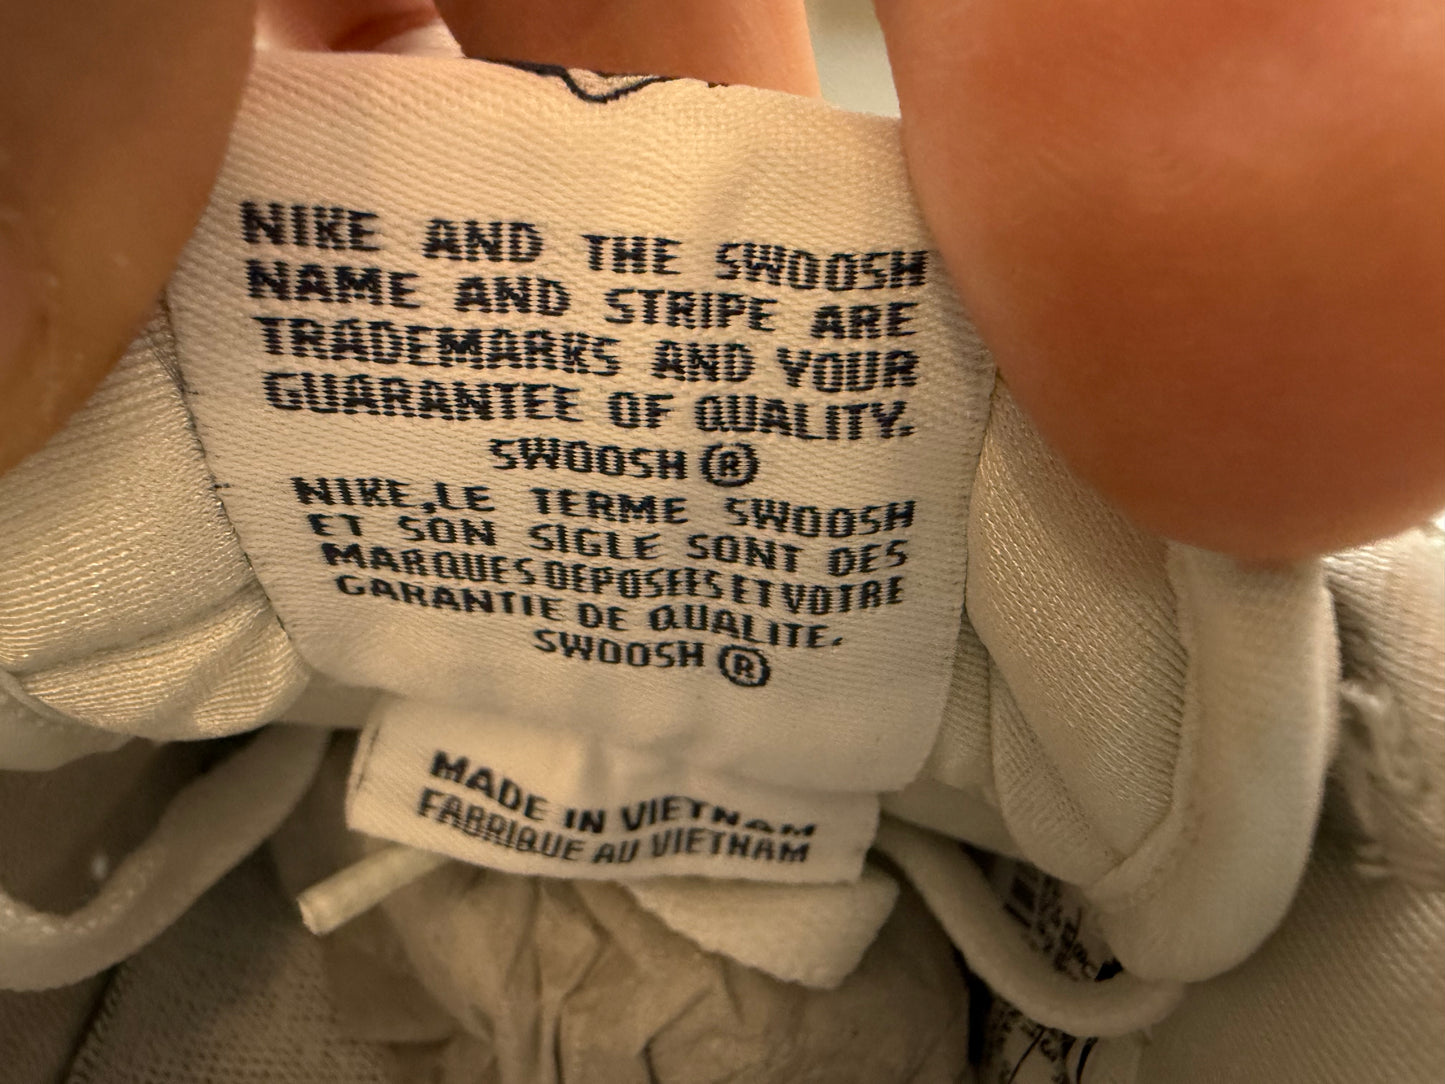 NIKE AND THE SWOOSH
NAME AND STRIPE ARE
TRADEMARKS AND YOUR
GUARANTEE OF QUALITY.
SWOOSH ®
NIKE,LE TERME SWOOSH
ET SON SIGLE SONT DES
MARQUES DEPOSEES ET VOTRE
GARANTIE DE QUALITE.
SWOOSH ®
MADE IN VIETNAM
FABRIQUE AU VIETNAM